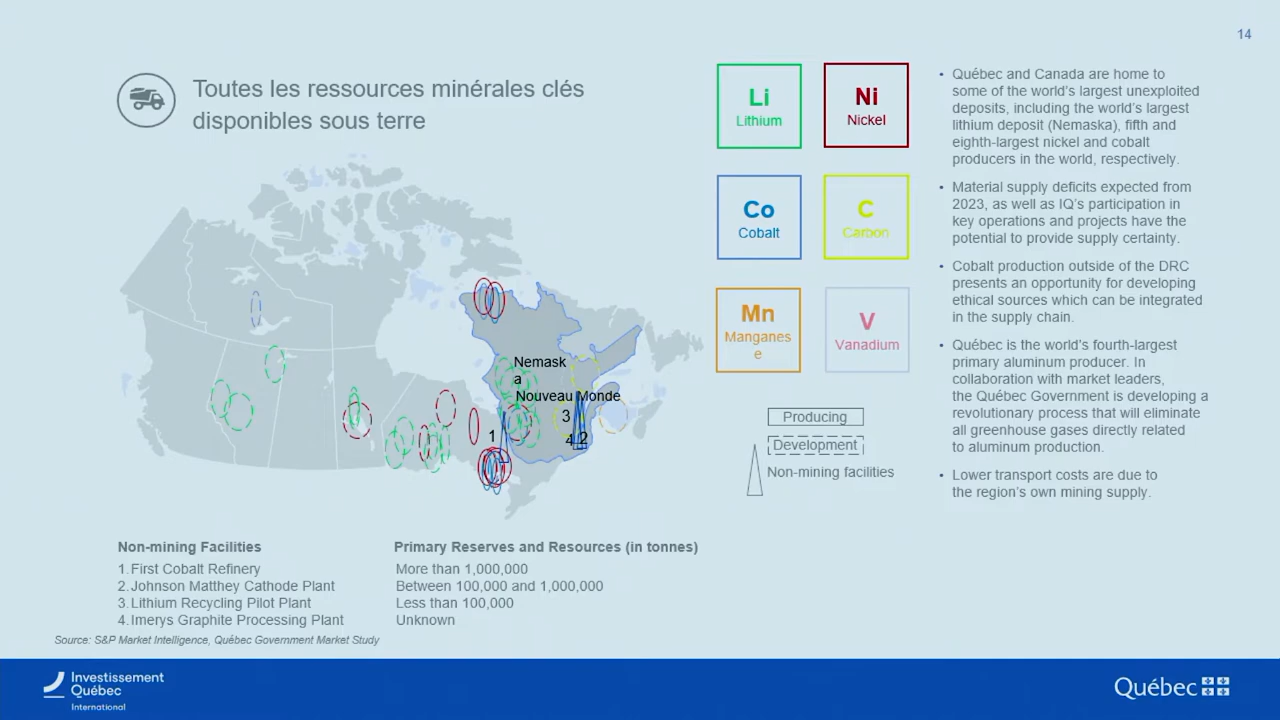 14
Toutes les ressources minérales clés
disponibles sous terre
Li
Lithium
Ni
Nickel
Co
Cobalt
C
Carbon
Mn
Manganes
e
V
Vanadium
Producing
Development
Non-mining facilities
Nemask
a
Nouveau Monde
3
1
4
2
• Québec and Canada are home to
some of the world's largest unexploited
deposits, including the world's largest
lithium deposit (Nemaska), fifth and
eighth-largest nickel and cobalt
producers in the world, respectively.
• Material supply deficits expected from
2023, as well as IQ's participation in
key operations and projects have the
potential to provide supply certainty.
• Cobalt production outside of the DRC
presents an opportunity for developing
ethical sources which can be integrated
in the supply chain.
• Québec is the world's fourth-largest
primary aluminum producer. In
collaboration with market leaders,
the Québec Government is developing a
revolutionary process that will eliminate
all greenhouse gases directly related
to aluminum production.
• Lower transport costs are due to
the region's own mining supply.
Non-mining Facilities
1. First Cobalt Refinery
2. Johnson Matthey Cathode Plant
3. Lithium Recycling Pilot Plant
4. Imerys Graphite Processing Plant
Primary Reserves and Resources (in tonnes)
More than 1,000,000
Between 100,000 and 1,000,000
Less than 100,000
Unknown
Source: S&P Market Intelligence, Québec Government Market Study
Investissement
Québec
International
Québec